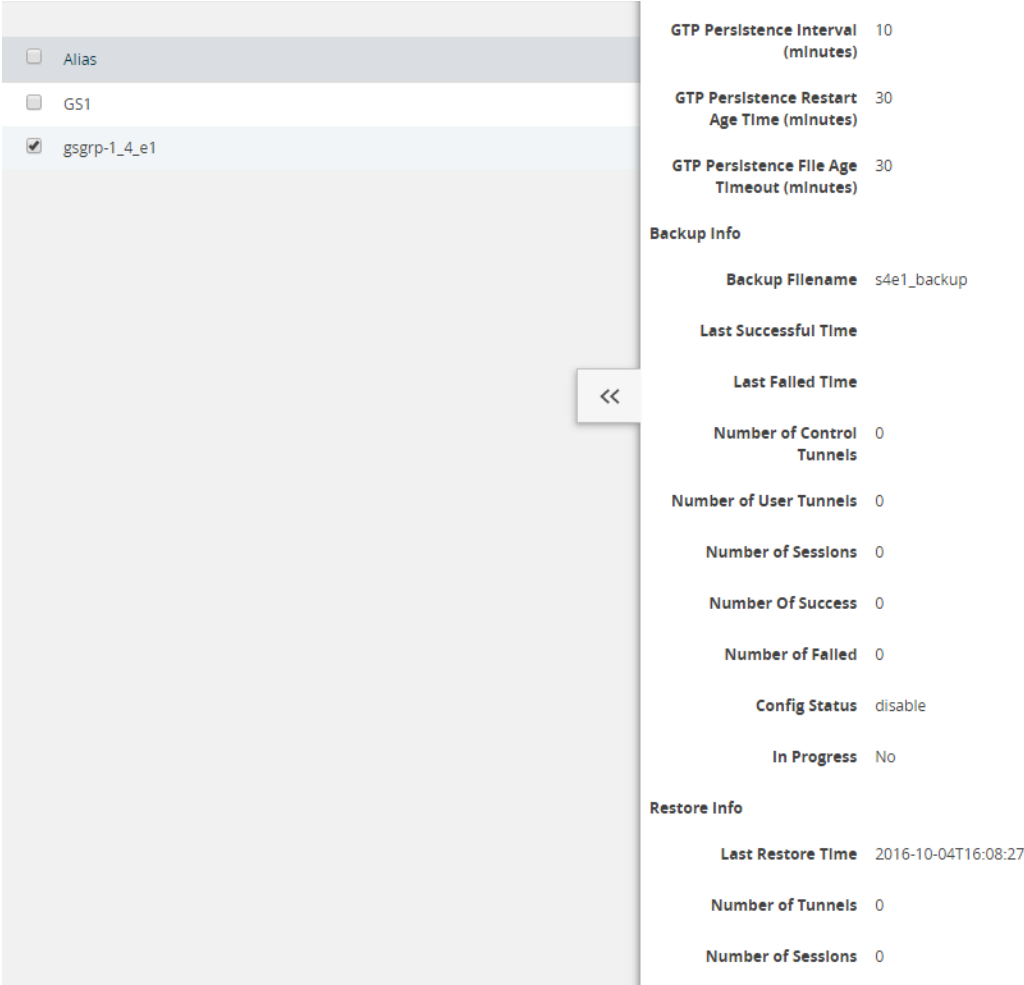 Alias
GS1
gsgrp-1_4_e1
<<
GTP Persistence Interval 10
(minutes)
GTP Persistence Restart 30
Age Time (minutes)
GTP Persistence File Age 30
Timeout (minutes)
Backup Info
Backup Filename s4e1_backup
Last Successful Time
Last Failed Time
Number of Control 0
Tunnels
Number of User Tunnels 0
Number of Sessions 0
Number Of Success 0
Number of Failed 0
Config Status disable
In Progress No
Restore Info
Last Restore Time 2016-10-04T16:08:27
Number of Tunnels 0
Number of Sessions 0